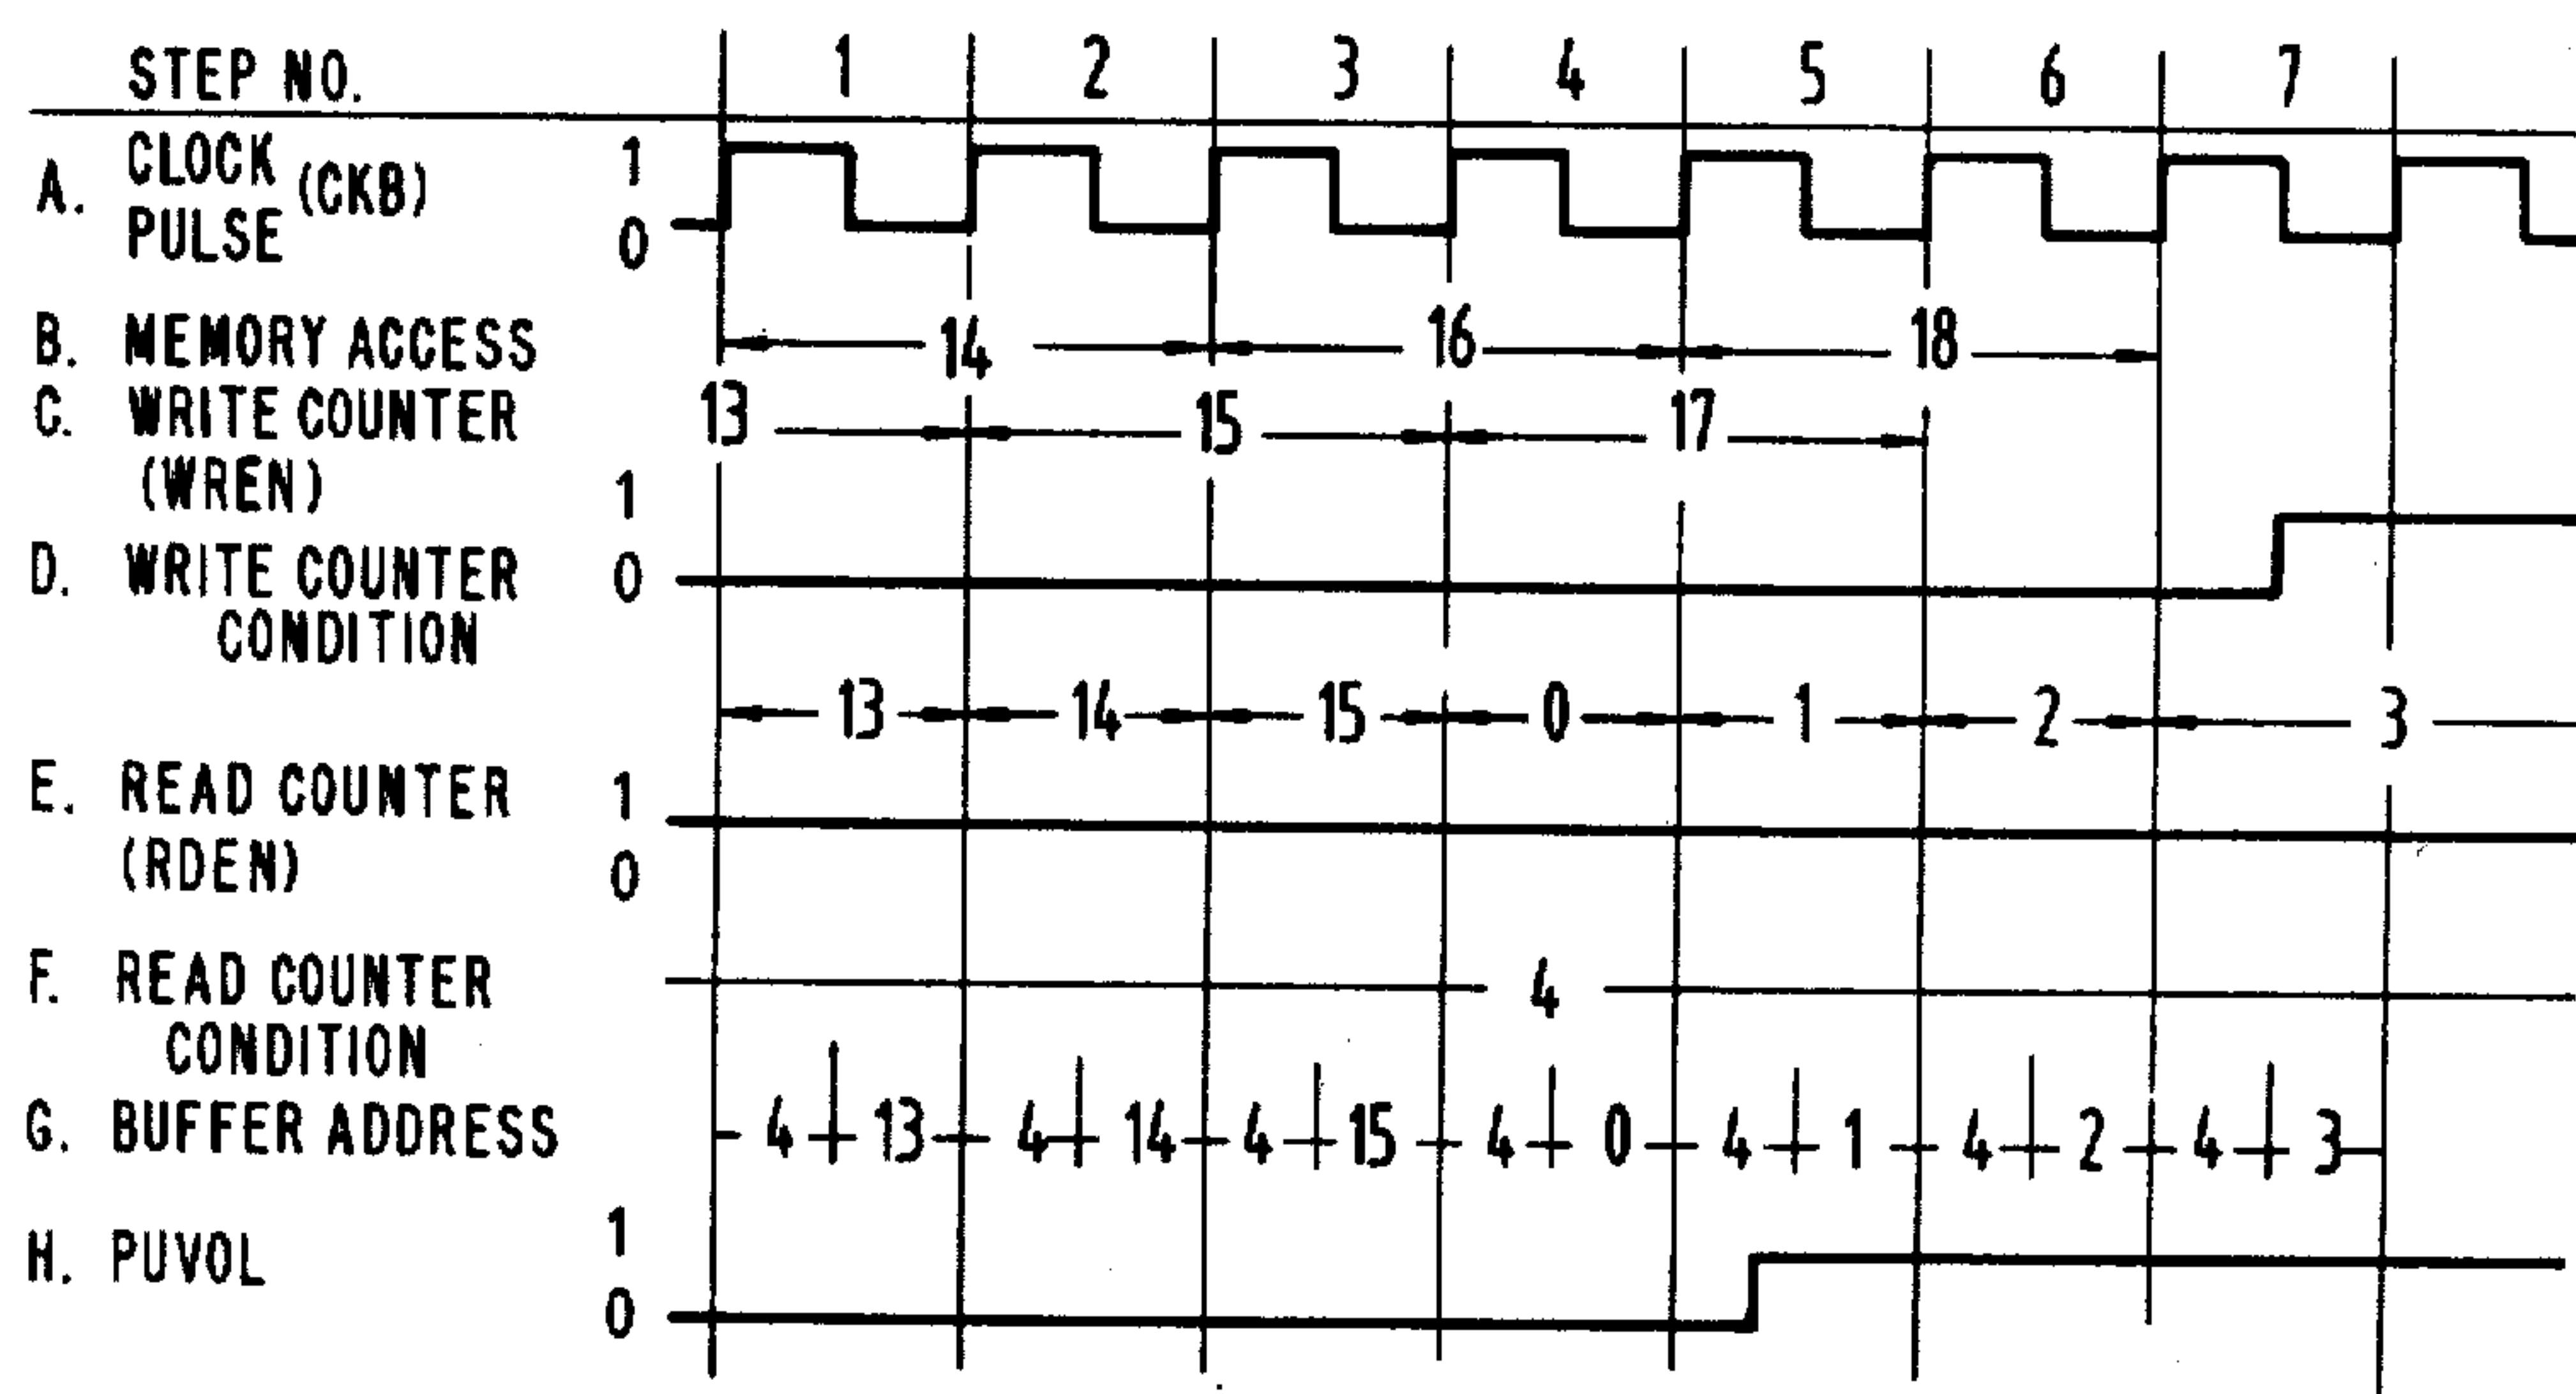 STEP NO. 1 2 3 4 5 6 7
A. CLOCK PULSE (CKB) 1 0
B. MEMORY ACCESS 14 16 18
C. WRITE COUNTER 13 15 17
(WREN) 1
D. WRITE COUNTER 0
CONDITION
13 14 15 0 1 2 3
E. READ COUNTER 1
(RDEN) 0
F. READ COUNTER 4
CONDITION
G. BUFFER ADDRESS 4 13 4 14 4 15 4 0 4 1 4 2 4 3
H. PUVOL 1 0